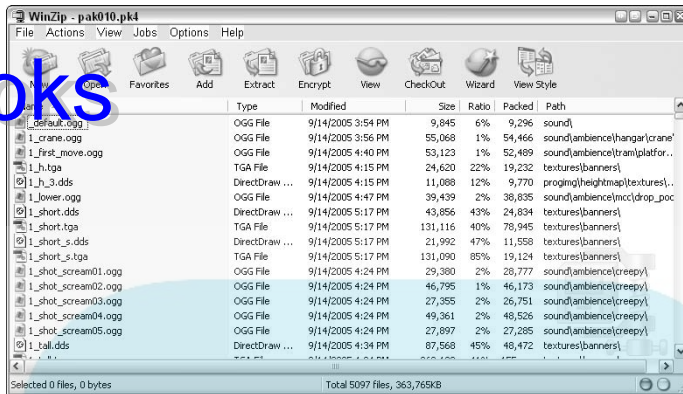 WinZip - pak010.pk4
File Actions View Jobs Options Help
oks
Open Favorites Add Extract Encrypt View CheckOut Wizard View Style
Type Modified Size Ratio Packed Path
_default.ogg OGG File 9/14/2005 3:54 PM 9,845 6% 9,296 sound\
1_crane.ogg OGG File 9/14/2005 3:56 PM 55,068 1% 54,466 sound\ambience\hangar\crane\
1_first_move.ogg OGG File 9/14/2005 4:40 PM 53,123 1% 52,489 sound\ambience\tram\platfor...
1_h.tga TGA File 9/14/2005 4:15 PM 24,620 22% 19,232 textures\banners\
1_h_3.dds DirectDraw ... 9/14/2005 4:15 PM 11,088 12% 9,770 progimg\heightmap\textures\...
1_lower.ogg OGG File 9/14/2005 4:47 PM 39,439 2% 38,835 sound\ambience\mcc\drop_poc
1_short.dds DirectDraw ... 9/14/2005 5:17 PM 43,856 43% 24,834 textures\banners\
1_short.tga TGA File 9/14/2005 5:17 PM 131,116 40% 78,945 textures\banners\
1_short_s.dds DirectDraw ... 9/14/2005 5:17 PM 21,992 47% 11,558 textures\banners\
1_short_s.tga TGA File 9/14/2005 5:17 PM 131,090 85% 19,124 textures\banners\
1_shot_scream01.ogg OGG File 9/14/2005 4:24 PM 29,380 2% 28,777 sound\ambience\creepy\
1_shot_scream02.ogg OGG File 9/14/2005 4:24 PM 46,795 1% 46,173 sound\ambience\creepy\
1_shot_scream03.ogg OGG File 9/14/2005 4:24 PM 27,355 2% 26,751 sound\ambience\creepy\
1_shot_scream04.ogg OGG File 9/14/2005 4:24 PM 49,361 2% 48,526 sound\ambience\creepy\
1_shot_scream05.ogg OGG File 9/14/2005 4:24 PM 27,897 2% 27,285 sound\ambience\creepy\
1_tall.dds DirectDraw ... 9/14/2005 4:34 PM 87,568 45% 48,472 textures\banners\
Selected 0 files, 0 bytes Total 5097 files, 363,765KB